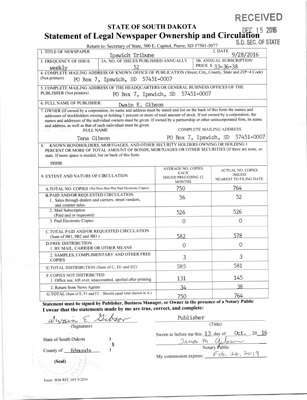 RECEIVED
DEC 15 2016
S.D. SEC. OF STATE
STATE OF SOUTH DAKOTA
Statement of Legal Newspaper Ownership and Circulation
Return to: Secretary of State, 500 E Capitol, Pierre, SD 57501-5077
1. TITLE OF NEWSPAPER
Ipswich Tribune
2. DATE
9/28/2016
3. FREQUENCY OF ISSUE
weekly
3A. NO. OF ISSUES PUBLISHED ANNUALLY
52
3B. ANNUAL SUBSCRIPTION
PRICE $ 33-36-38
4. COMPLETE MAILING ADDRESS OF KNOWN OFFICE OF PUBLICATION (Street, City, County, State and ZIP+4 Code)
(Not printers) PO Box 7, Ipswich, SD 57451-0007
5. COMPLETE MAILING ADDRESS OF THE HEADQUARTERS OR GENERAL BUSINESS OFFICES OF THE
PUBLISHER (Not printers) PO Box 7, Ipswich, SD 57451-0007
6. FULL NAME OF PUBLISHER:
Dwain E. Gibson
7. OWNER (If owned by a corporation, its name and address must be stated and list on the back of this form the names and
addresses of stockholders owning or holding 1 percent or more of total amount of stock. If not owned by a corporation, the
names and addresses of the individual owners must be given. If owned by a partnership or other unincorporated firm, its name
and address, as well as that of each individual must be given.
FULL NAME COMPLETE MAILING ADDRESS
Tena Gibson PO Box 7, Ipswich, SD 57451-0007
8. KNOWN BONDHOLDERS, MORTGAGES, AND OTHER SECURITY HOLDERS OWNING OR HOLDING 1
PERCENT OR MORE OF TOTAL AMOUNT OF BONDS, MORTGAGES OR OTHER SECURITIES (If there are none, so
state. If more space is needed, list on back of this form.
none
9. EXTENT AND NATURE OF CIRCULATION
AVERAGE NO. COPIES
EACH
ISSUED PRECEDING 12
MONTHS
ACTUAL NO. COPIES
ISSUED
NEAREST TO FILING DATE
A. TOTAL NO. COPIES
750 764
B. PAID AND/OR REQUESTED CIRCULATION
1. Sales through dealers and carriers, street vendors,
and counter sales.
56 52
2. Mail Subscription
(Paid and/or requested)
526 526
3. Paid Electronic Copies
0 0
C. TOTAL PAID AND/OR REQUESTED CIRCULATION
(Sum of 9B1, 9B2 and 9B3.)
582 578
D. FREE DISTRIBUTION
1. BY MAIL, CARRIER OR OTHER MEANS
0 0
2. SAMPLES, COMPLIMENTARY AND OTHER FREE
COPIES
3 3
E. TOTAL DISTRIBUTION (Sum of C, D1 and D2)
585 581
F. COPIES NOT DISTRIBUTED
1. Office use, left over, unaccounted, spoiled after printing
131 145
2. Return from News Agents
34 38
G. TOTAL (Sum of E, F1 and F2 - Should equal total shown in A.)
750 764
Statement must be signed by Publisher, Business Manager, or Owner in the presence of a Notary Public
I swear that the statements made by me are true, correct, and complete:
Dwain E Gibson
(Signature)
Publisher
(Title)
State of South Dakota )
§
County of Edmunds )
(Seal)
Sworn to before me this 13 day of Oct. 20 16
Tena M. Gibson
Notary Public
My commission expires Feb. 26, 2019